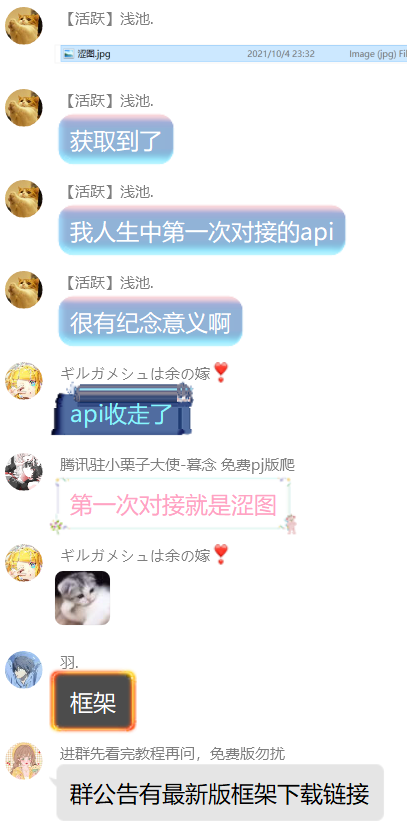 【活跃】浅池.
涩图.jpg 2021/10/4 23:32 Image (jpg) Fil
【活跃】浅池.
获取到了
【活跃】浅池.
我人生中第一次对接的api
【活跃】浅池.
很有纪念意义啊
ギルガメシュは余の嫁❣️
api收走了
腾讯驻小栗子大使-暮念 免费pj版爬
第一次对接就是涩图
ギルガメシュは余の嫁❣️
羽.
框架
进群先看完教程再问，免费版勿扰
群公告有最新版框架下载链接